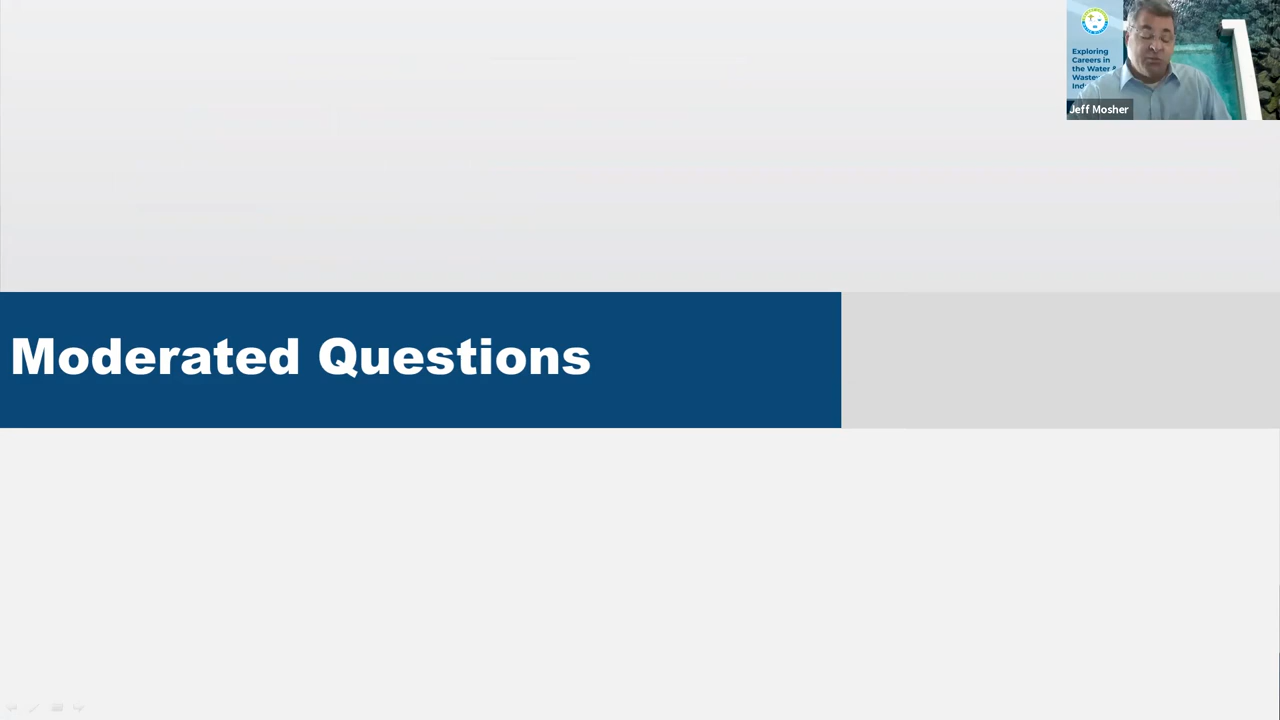 Exploring
Careers in
the Water &
Jeff Mosher
Moderated Questions